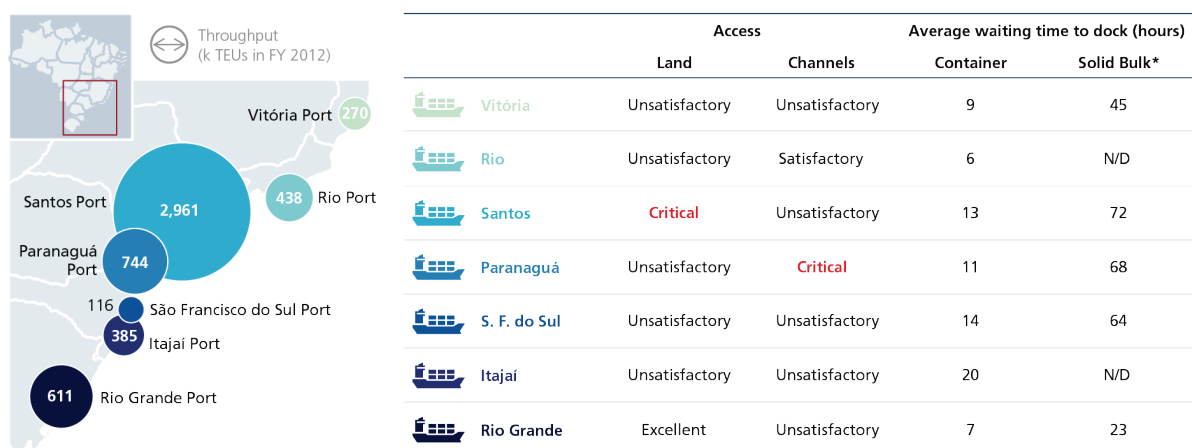 Throughput
(k TEUs in FY 2012)
Vitória Port
270
Santos Port
2,961
438
Rio Port
Paranaguá
Port
744
116
São Francisco do Sul Port
385
Itajaí Port
611
Rio Grande Port
Access
Average waiting time to dock (hours)
Land
Channels
Container
Solid Bulk*
Vitória
Unsatisfactory
Unsatisfactory
9
45
Rio
Unsatisfactory
Satisfactory
6
N/D
Santos
Critical
Unsatisfactory
13
72
Paranaguá
Unsatisfactory
Critical
11
68
S. F. do Sul
Unsatisfactory
Unsatisfactory
14
64
Itajaí
Unsatisfactory
Unsatisfactory
20
N/D
Rio Grande
Excellent
Unsatisfactory
7
23